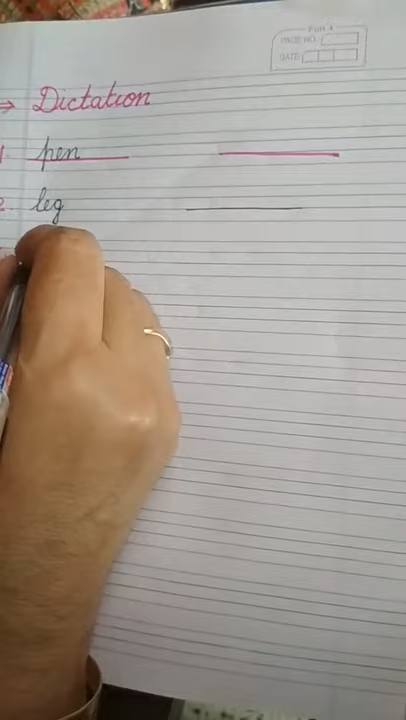 PAGE NO.
DATE
→ Dictation
1 pen
2. leg